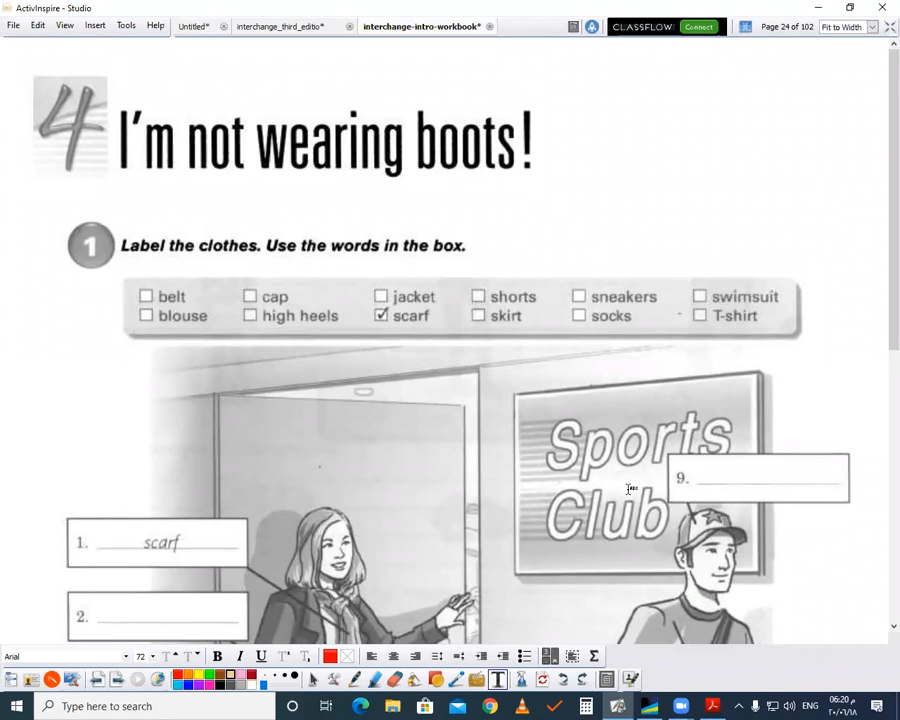 ActivInspire - Studio
File Edit View Insert Tools Help Untitled* interchange_third_editio* interchange-intro-workbook* CLASSFLOW Connect Page 24 of 102 Fit to Width
4 I'm not wearing boots!
1 Label the clothes. Use the words in the box.
belt cap jacket shorts sneakers swimsuit
blouse high heels ✓ scarf skirt socks T-shirt
Sports
Club
9.
1. scarf
2.
Arial 72 B I U
Type here to search ENG 06:20